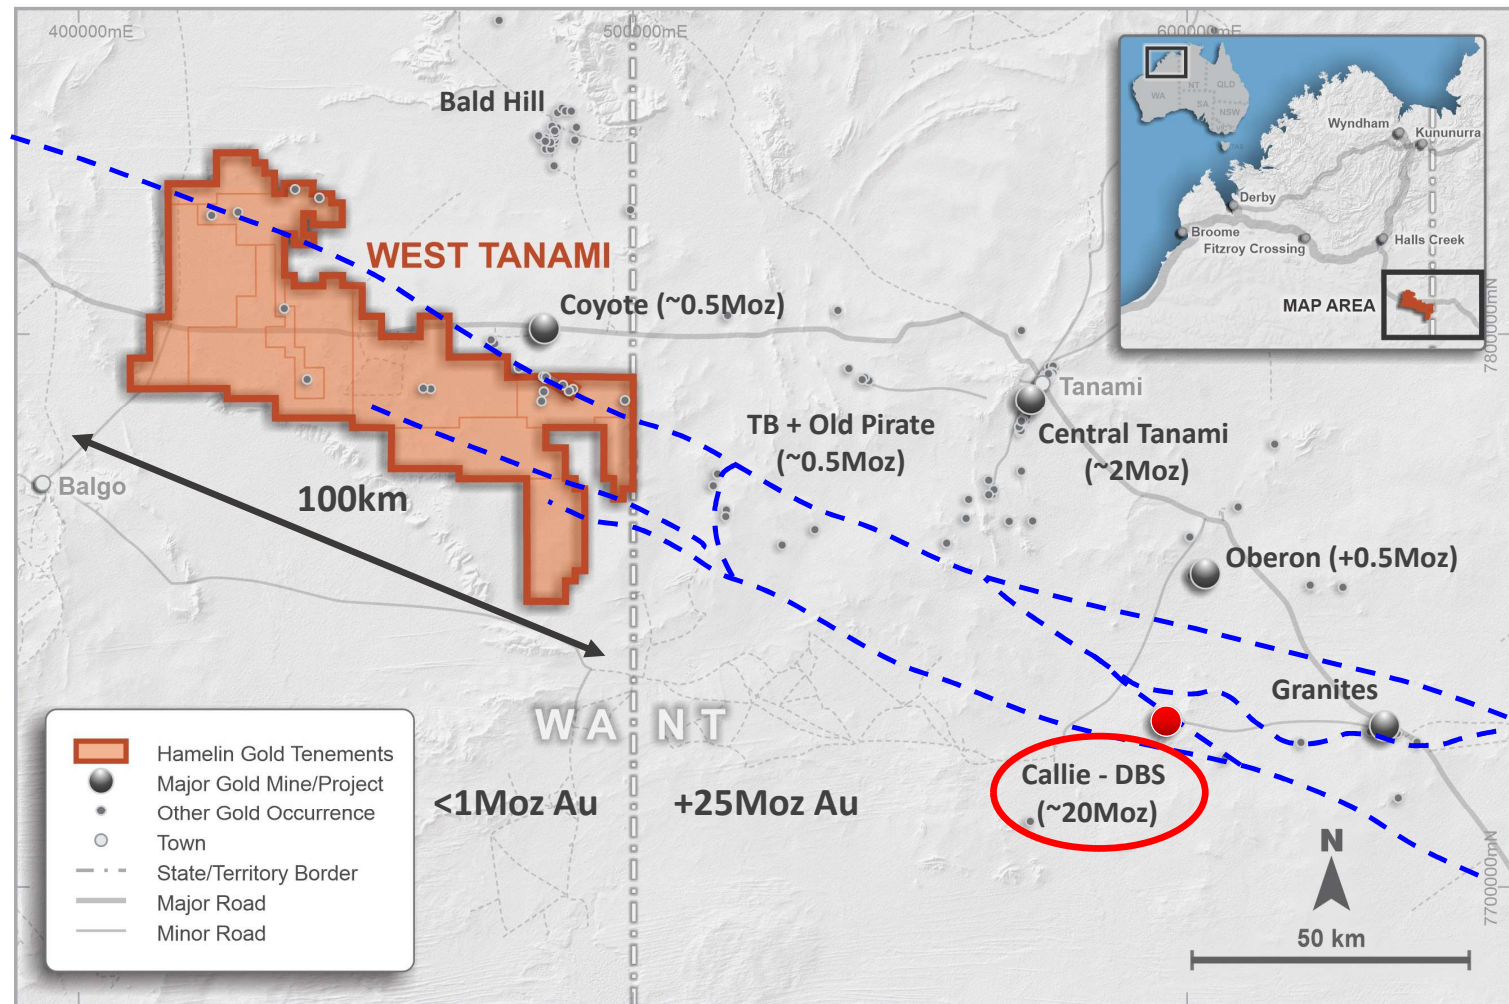 400000mE
500000mE
600000mE
Bald Hill
WA
NT
QLD
SA
NSW
TAS
Wyndham
Kununurra
Derby
Broome
Fitzroy Crossing
Halls Creek
MAP AREA
7800000mN
WEST TANAMI
Coyote (~0.5Moz)
Tanami
TB + Old Pirate
(~0.5Moz)
Central Tanami
(~2Moz)
Balgo
100km
Oberon (+0.5Moz)
Granites
WA NT
Callie - DBS
(~20Moz)
<1Moz Au
+25Moz Au
Hamelin Gold Tenements
Major Gold Mine/Project
Other Gold Occurrence
Town
State/Territory Border
Major Road
Minor Road
N
50 km
7700000mN